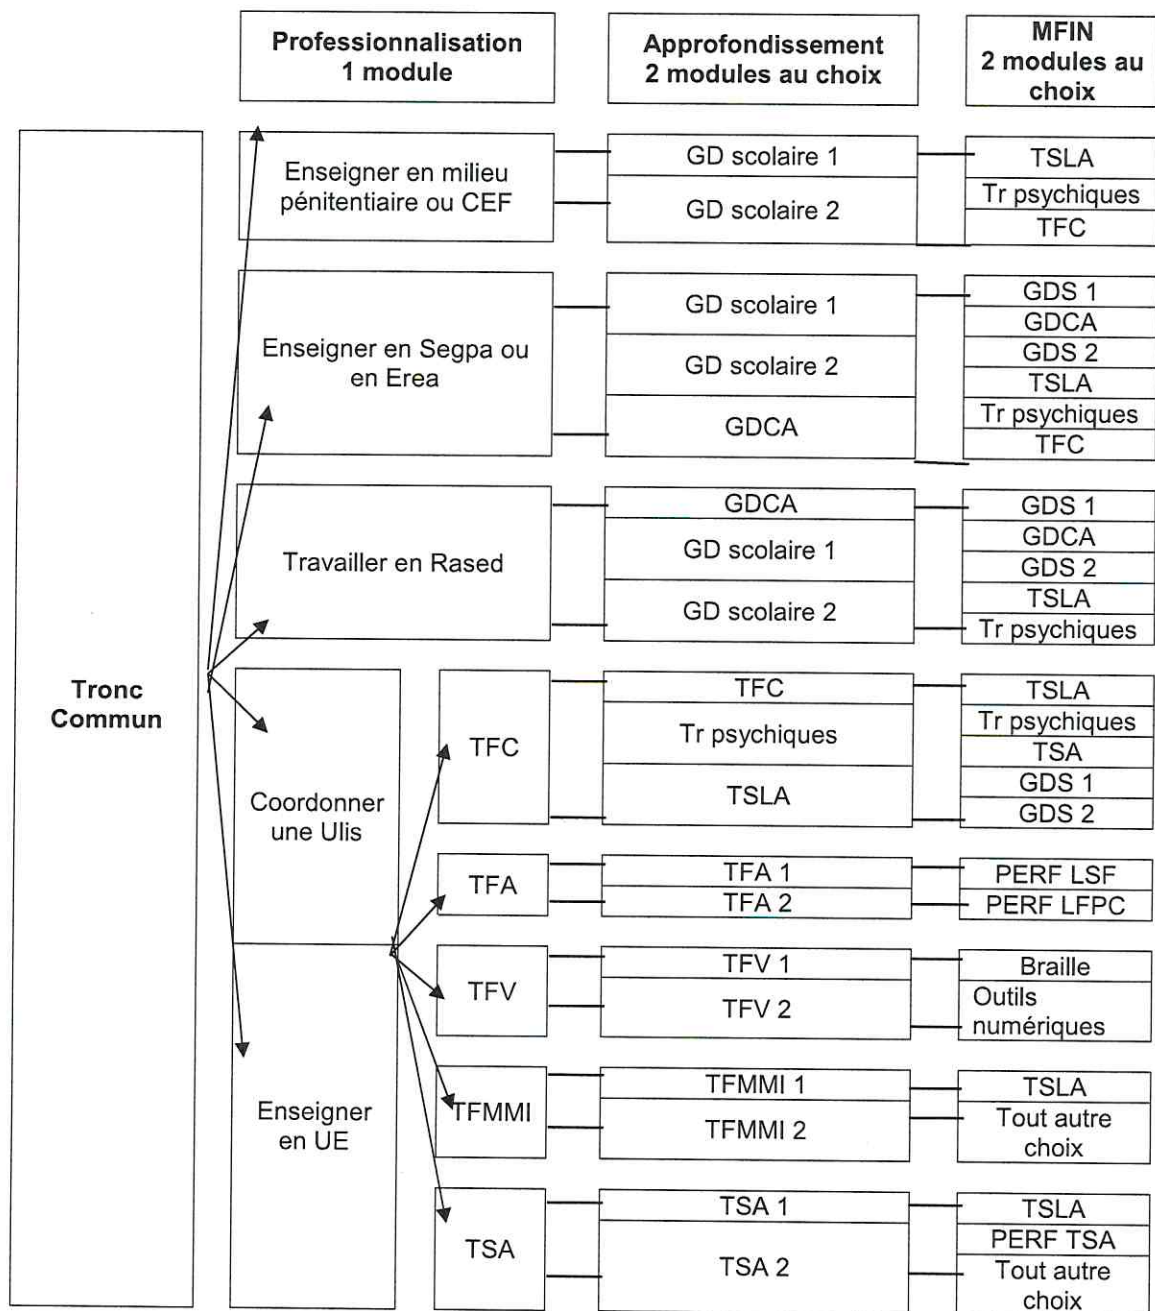 Professionnalisation
1 module
Approfondissement
2 modules au choix
MFIN
2 modules au
choix
Tronc
Commun
Enseigner en milieu
pénitentiaire ou CEF
GD scolaire 1
GD scolaire 2
TSLA
Tr psychiques
TFC
Enseigner en Segpa ou
en Erea
GD scolaire 1
GD scolaire 2
GDCA
GDS 1
GDCA
GDS 2
TSLA
Tr psychiques
TFC
Travailler en Rased
GDCA
GD scolaire 1
GD scolaire 2
GDS 1
GDCA
GDS 2
TSLA
Tr psychiques
Coordonner
une Ulis
Enseigner
en UE
TFC
TFC
Tr psychiques
TSLA
TSLA
Tr psychiques
TSA
GDS 1
GDS 2
TFA
TFA 1
TFA 2
PERF LSF
PERF LFPC
TFV
TFV 1
TFV 2
Braille
Outils
numériques
TFMMI
TFMMI 1
TFMMI 2
TSLA
Tout autre
choix
TSA
TSA 1
TSA 2
TSLA
PERF TSA
Tout autre
choix